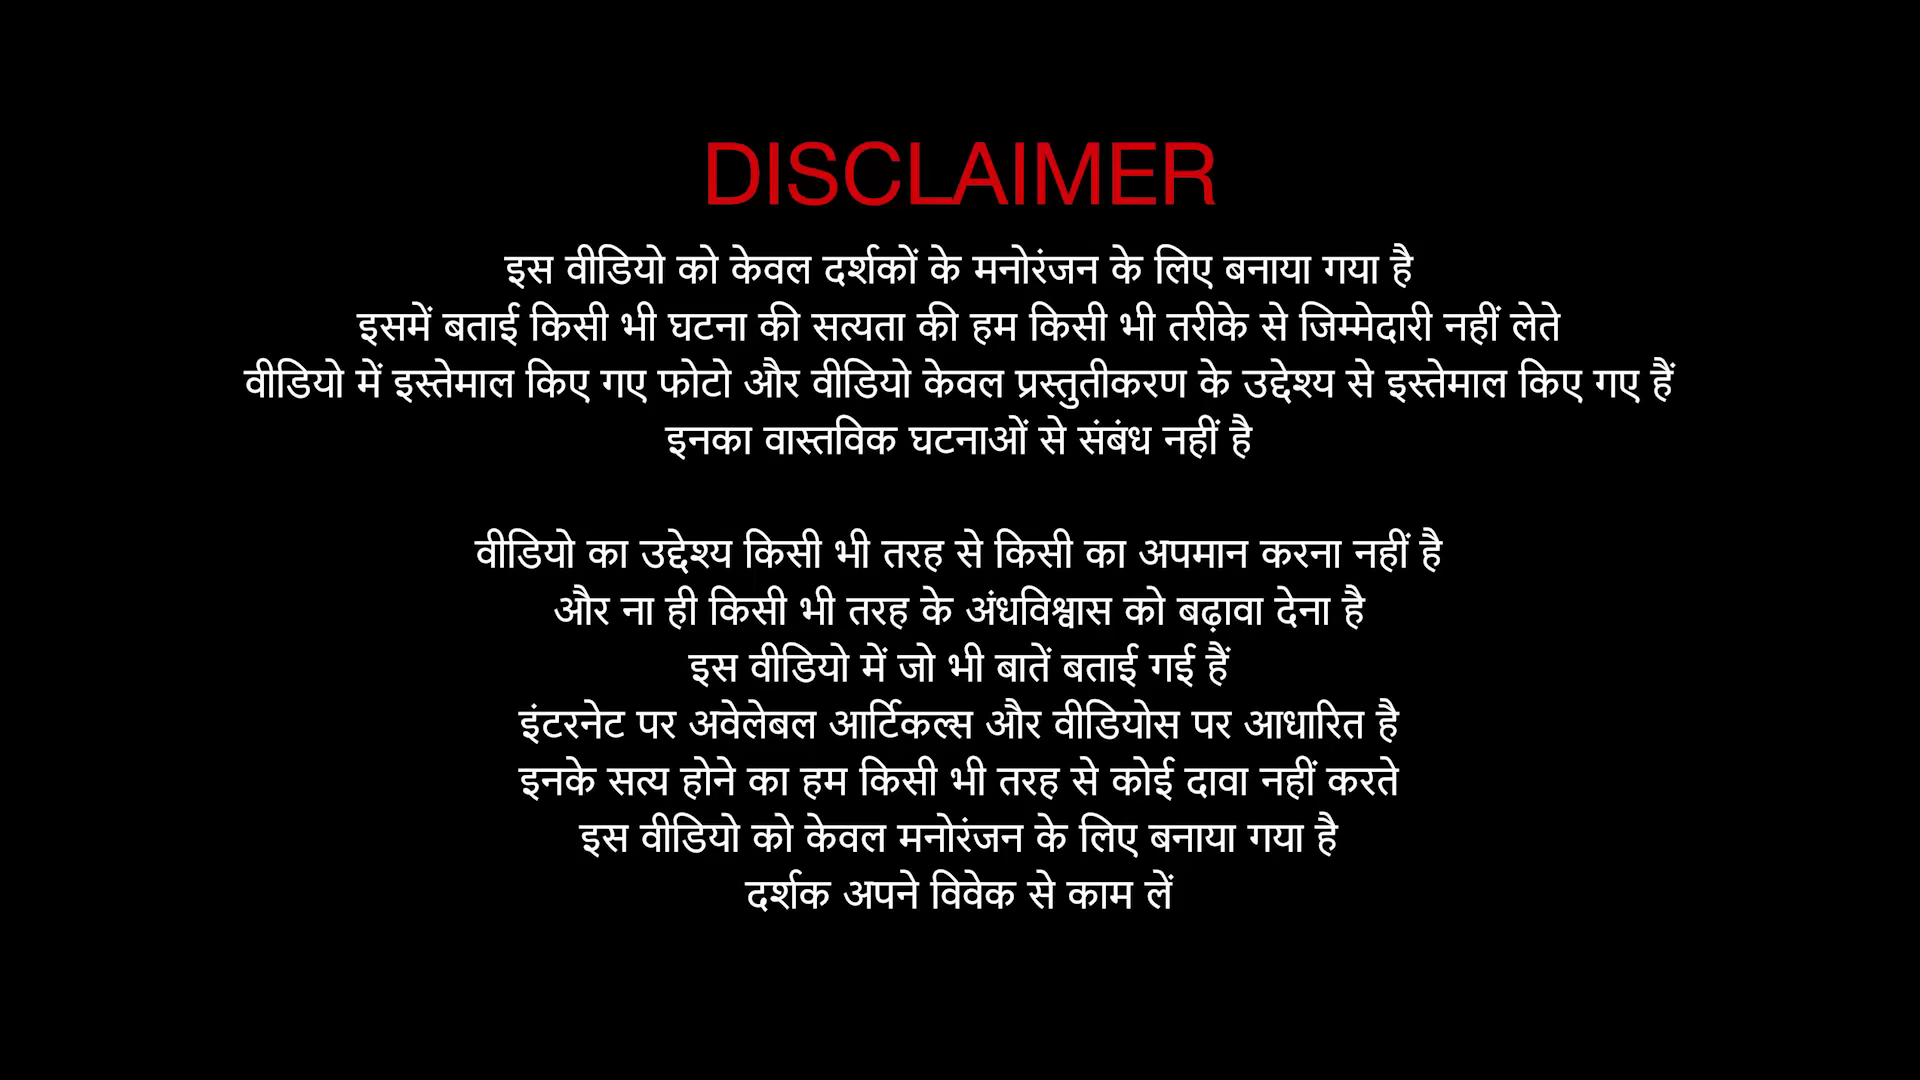 DISCLAIMER
इस वीडियो को केवल दर्शकों के मनोरंजन के लिए बनाया गया है
इसमें बताई किसी भी घटना की सत्यता की हम किसी भी तरीके से जिम्मेदारी नहीं लेते
वीडियो में इस्तेमाल किए गए फोटो और वीडियो केवल प्रस्तुतीकरण के उद्देश्य से इस्तेमाल किए गए हैं
इनका वास्तविक घटनाओं से संबंध नहीं है
वीडियो का उद्देश्य किसी भी तरह से किसी का अपमान करना नहीं है
और ना ही किसी भी तरह के अंधविश्वास को बढ़ावा देना है
इस वीडियो में जो भी बातें बताई गई हैं
इंटरनेट पर अवेलेबल आर्टिकल्स और वीडियोस पर आधारित है
इनके सत्य होने का हम किसी भी तरह से कोई दावा नहीं करते
इस वीडियो को केवल मनोरंजन के लिए बनाया गया है
दर्शक अपने विवेक से काम लें